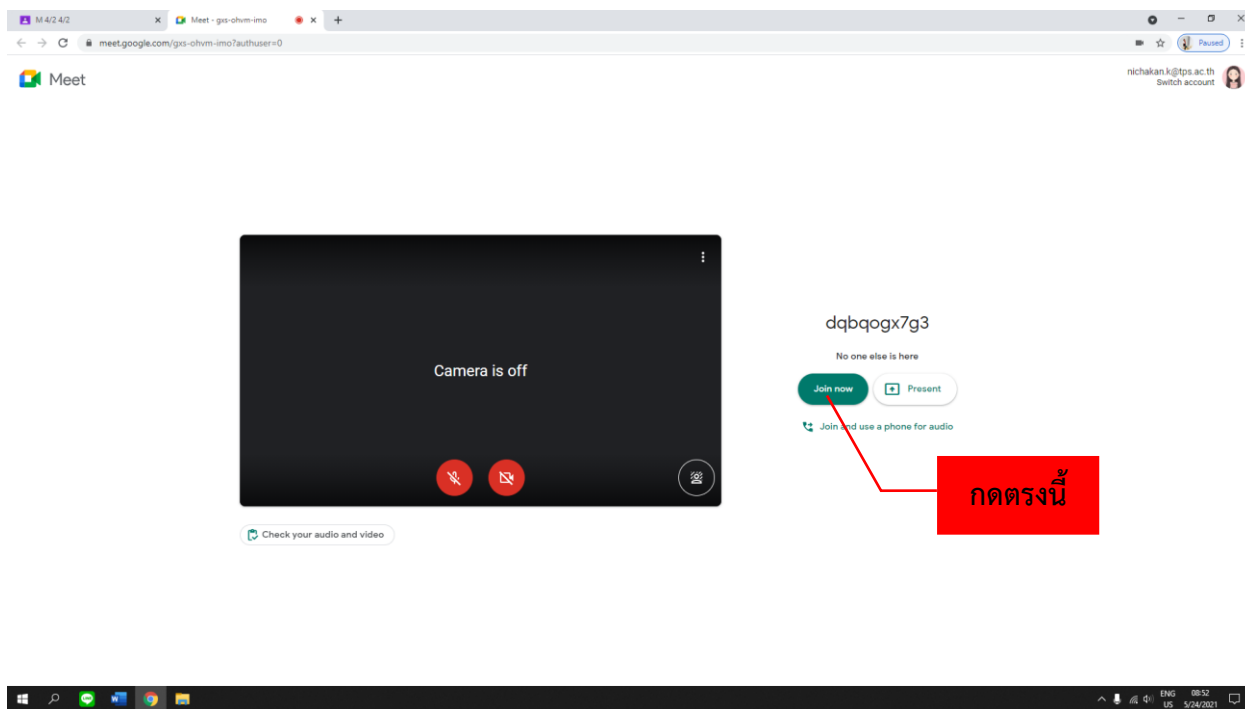 M 4/2 4/2
Meet - gxs-ohvm-imo
meet.google.com/gxs-ohvm-imo?authuser=0
Paused
Meet
nichakan.k@tps.ac.th
Switch account
Camera is off
dqbqogx7g3
No one else is here
Join now
Present
Join and use a phone for audio
กดตรงนี้
Check your audio and video
ENG
US
08:52
5/24/2021